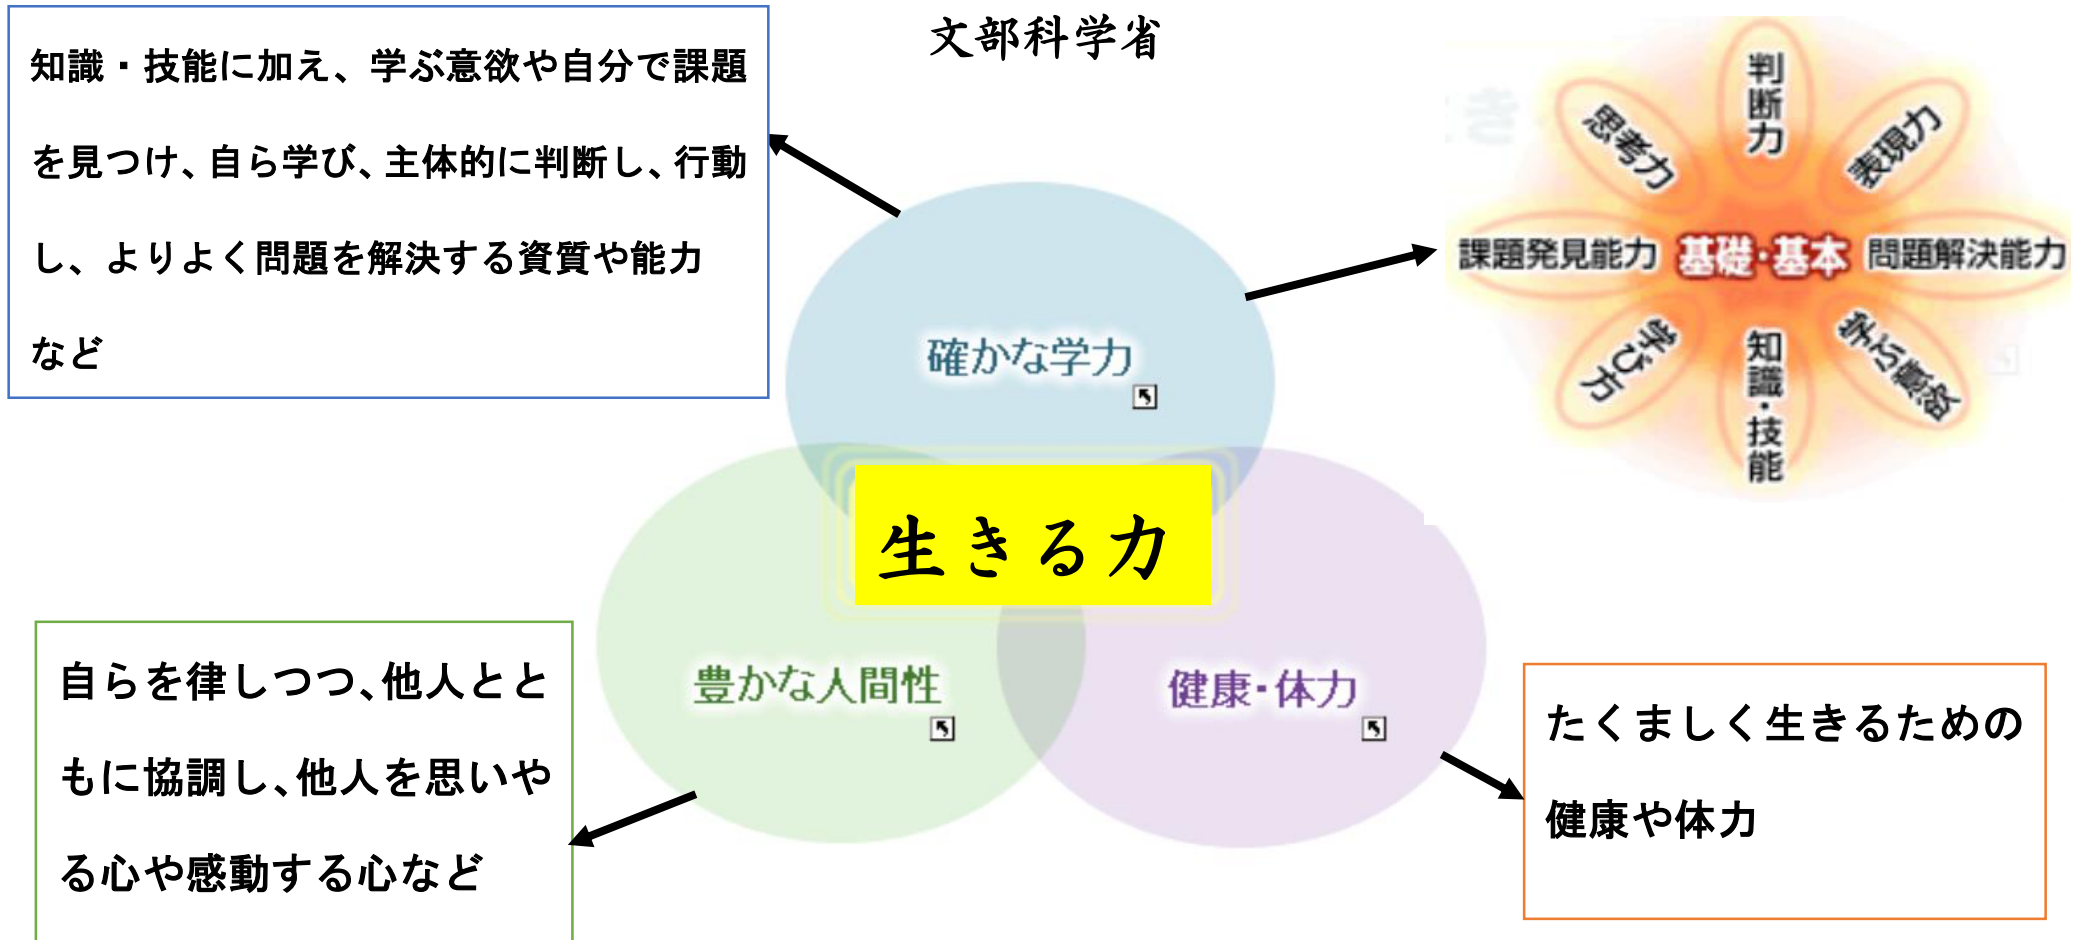 文部科学省
知識・技能に加え、学ぶ意欲や自分で課題
を見つけ、自ら学び、主体的に判断し、行動
し、よりよく問題を解決する資質や能力
など
判断力
思考力
表現力
課題発見能力
基礎・基本
問題解決能力
学び方
知識・技能
学ぶ意欲
確かな学力
生きる力
豊かな人間性
健康・体力
自らを律しつつ、他人とと
もに協調し、他人を思いや
る心や感動する心など
たくましく生きるための
健康や体力